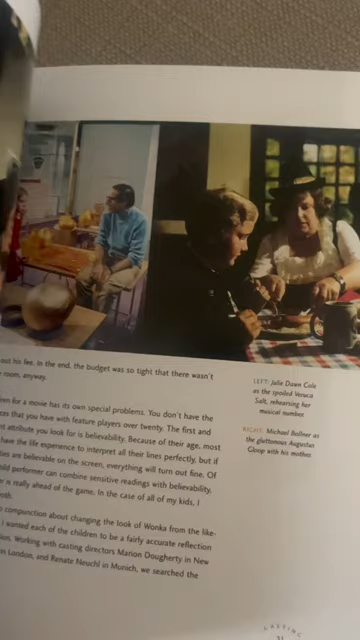 out his fee. In the end, the budget was so tight that there wasn't
room, anyway.
ren for a movie has its own special problems. You don't have the
ces that you have with feature players over twenty. The first and
nt attribute you look for is believability. Because of their age, most
have the life experience to interpret all their lines perfectly, but if
ties are believable on the screen, everything will turn out fine. Of
ild performer can combine sensitive readings with believability,
r is really ahead of the game. In the case of all of my kids, I
compunction about changing the look of Wonka from the like-
I wanted each of the children to be a fairly accurate reflection
ion. Working with casting directors Marion Dougherty in New
in London, and Renate Neuchl in Munich, we searched the
LEFT: Julie Dawn Cole
as the spoiled Veruca
Salt, rehearsing her
musical number.
RIGHT: Michael Bollner as
the gluttonous Augustus
Gloop with his mother.
CASTING
31